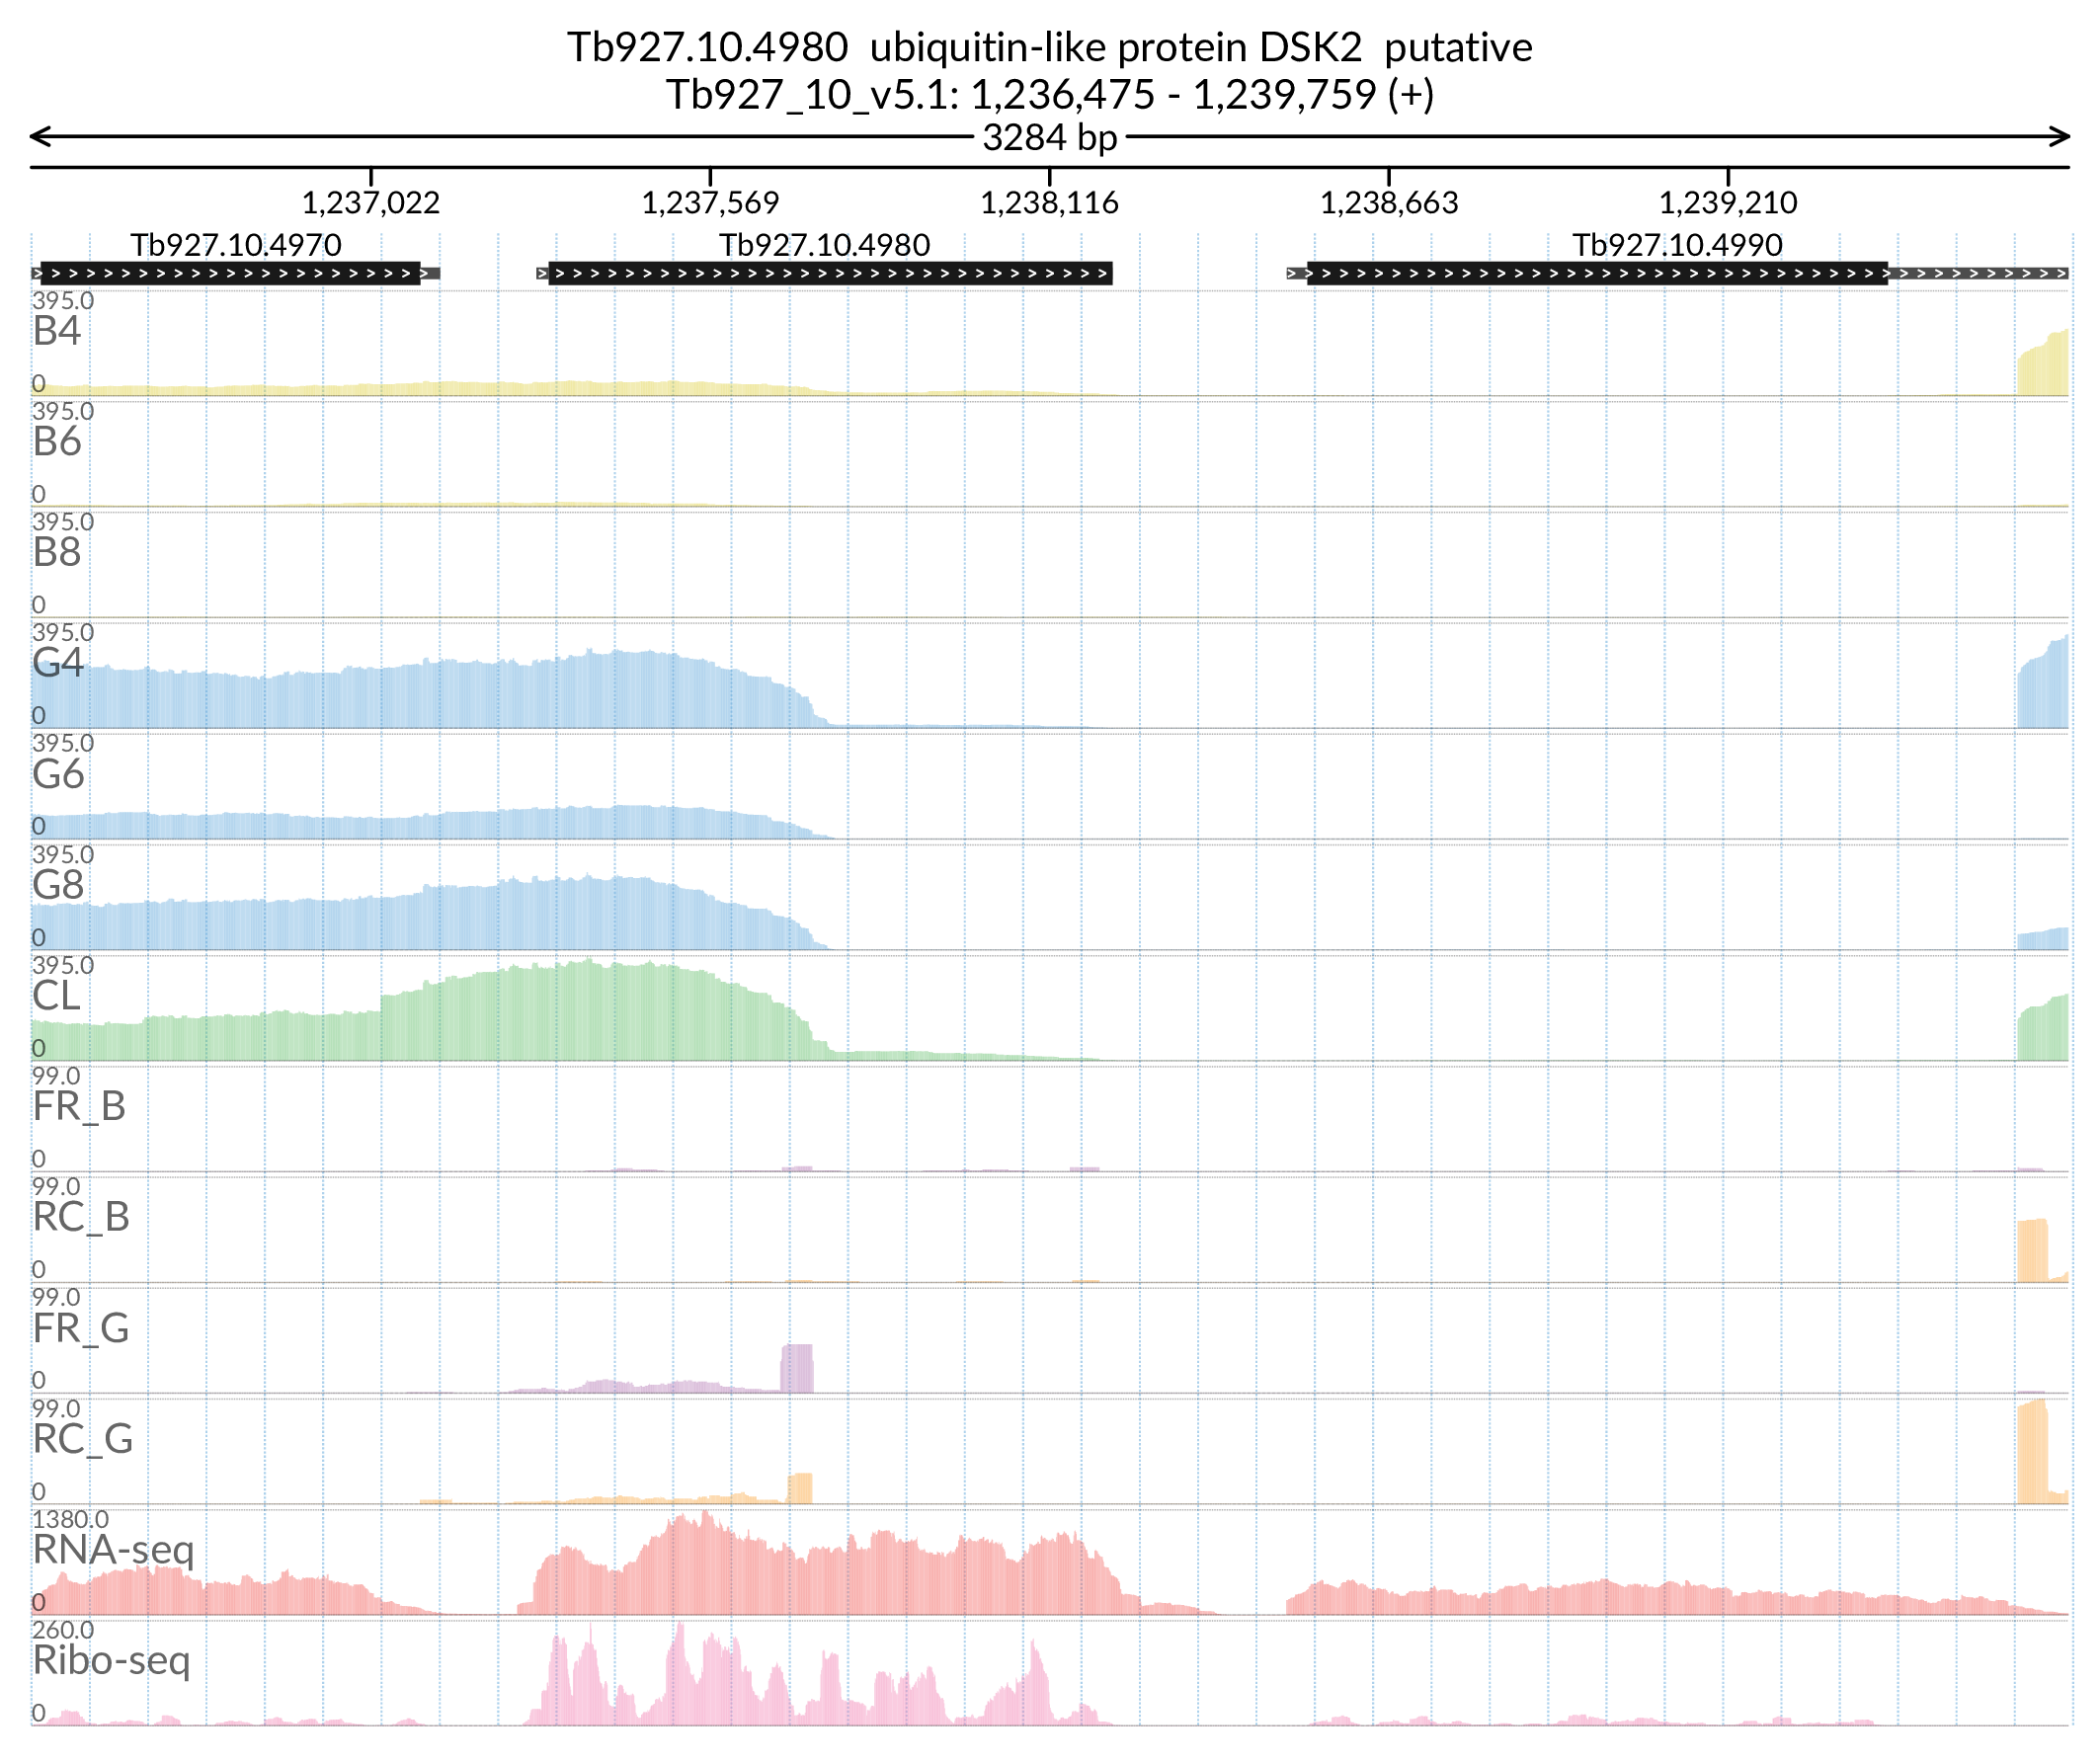 Tb927.10.4980 ubiquitin-like protein DSK2 putative
Tb927_10_v5.1: 1,236,475 - 1,239,759 (+)
3284 bp
1,237,022 1,237,569 1,238,116 1,238,663 1,239,210
Tb927.10.4970 Tb927.10.4980 Tb927.10.4990
395.0
B4
0
395.0
B6
0
395.0
B8
0
395.0
G4
0
395.0
G6
0
395.0
G8
0
395.0
CL
0
99.0
FR_B
0
99.0
RC_B
0
99.0
FR_G
0
99.0
RC_G
0
1380.0
RNA-seq
0
260.0
Ribo-seq
0